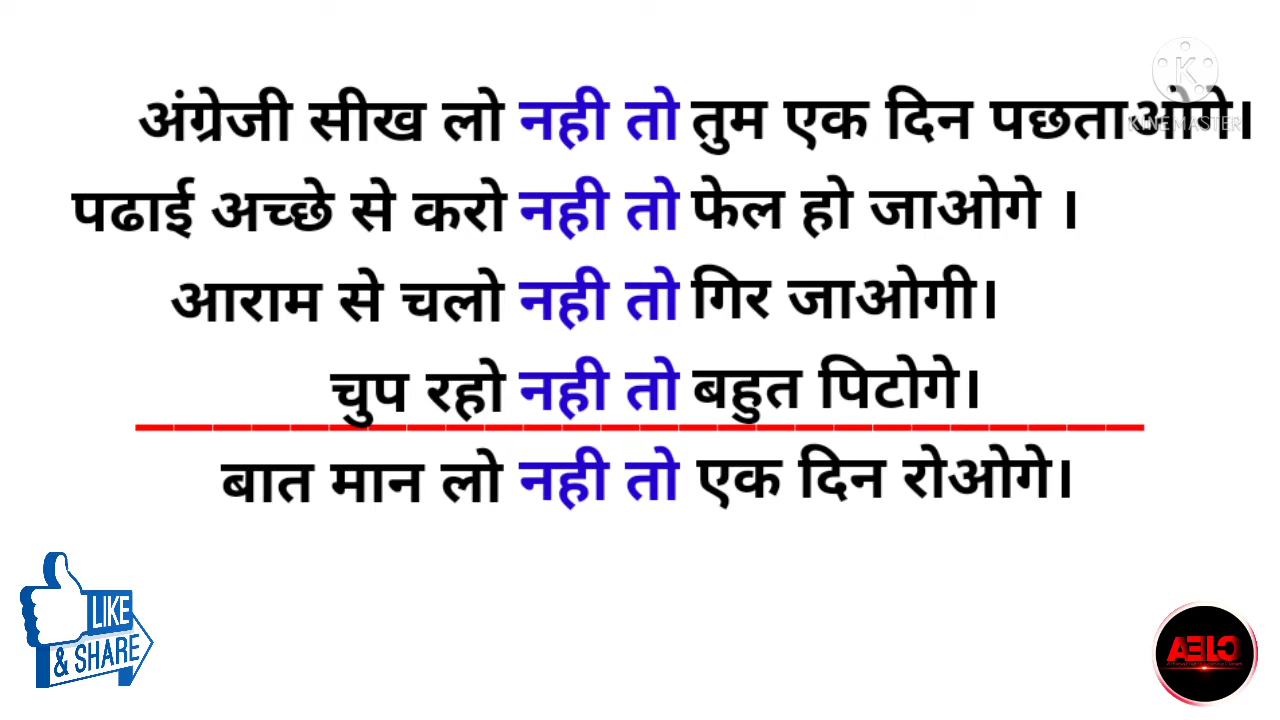 K
KINEMASTER
अंग्रेजी सीख लो नही तो तुम एक दिन पछताओगे।
पढाई अच्छे से करो नही तो फेल हो जाओगे ।
आराम से चलो नही तो गिर जाओगी।
चुप रहो नही तो बहुत पिटोगे।
बात मान लो नही तो एक दिन रोओगे।
LIKE
& SHARE